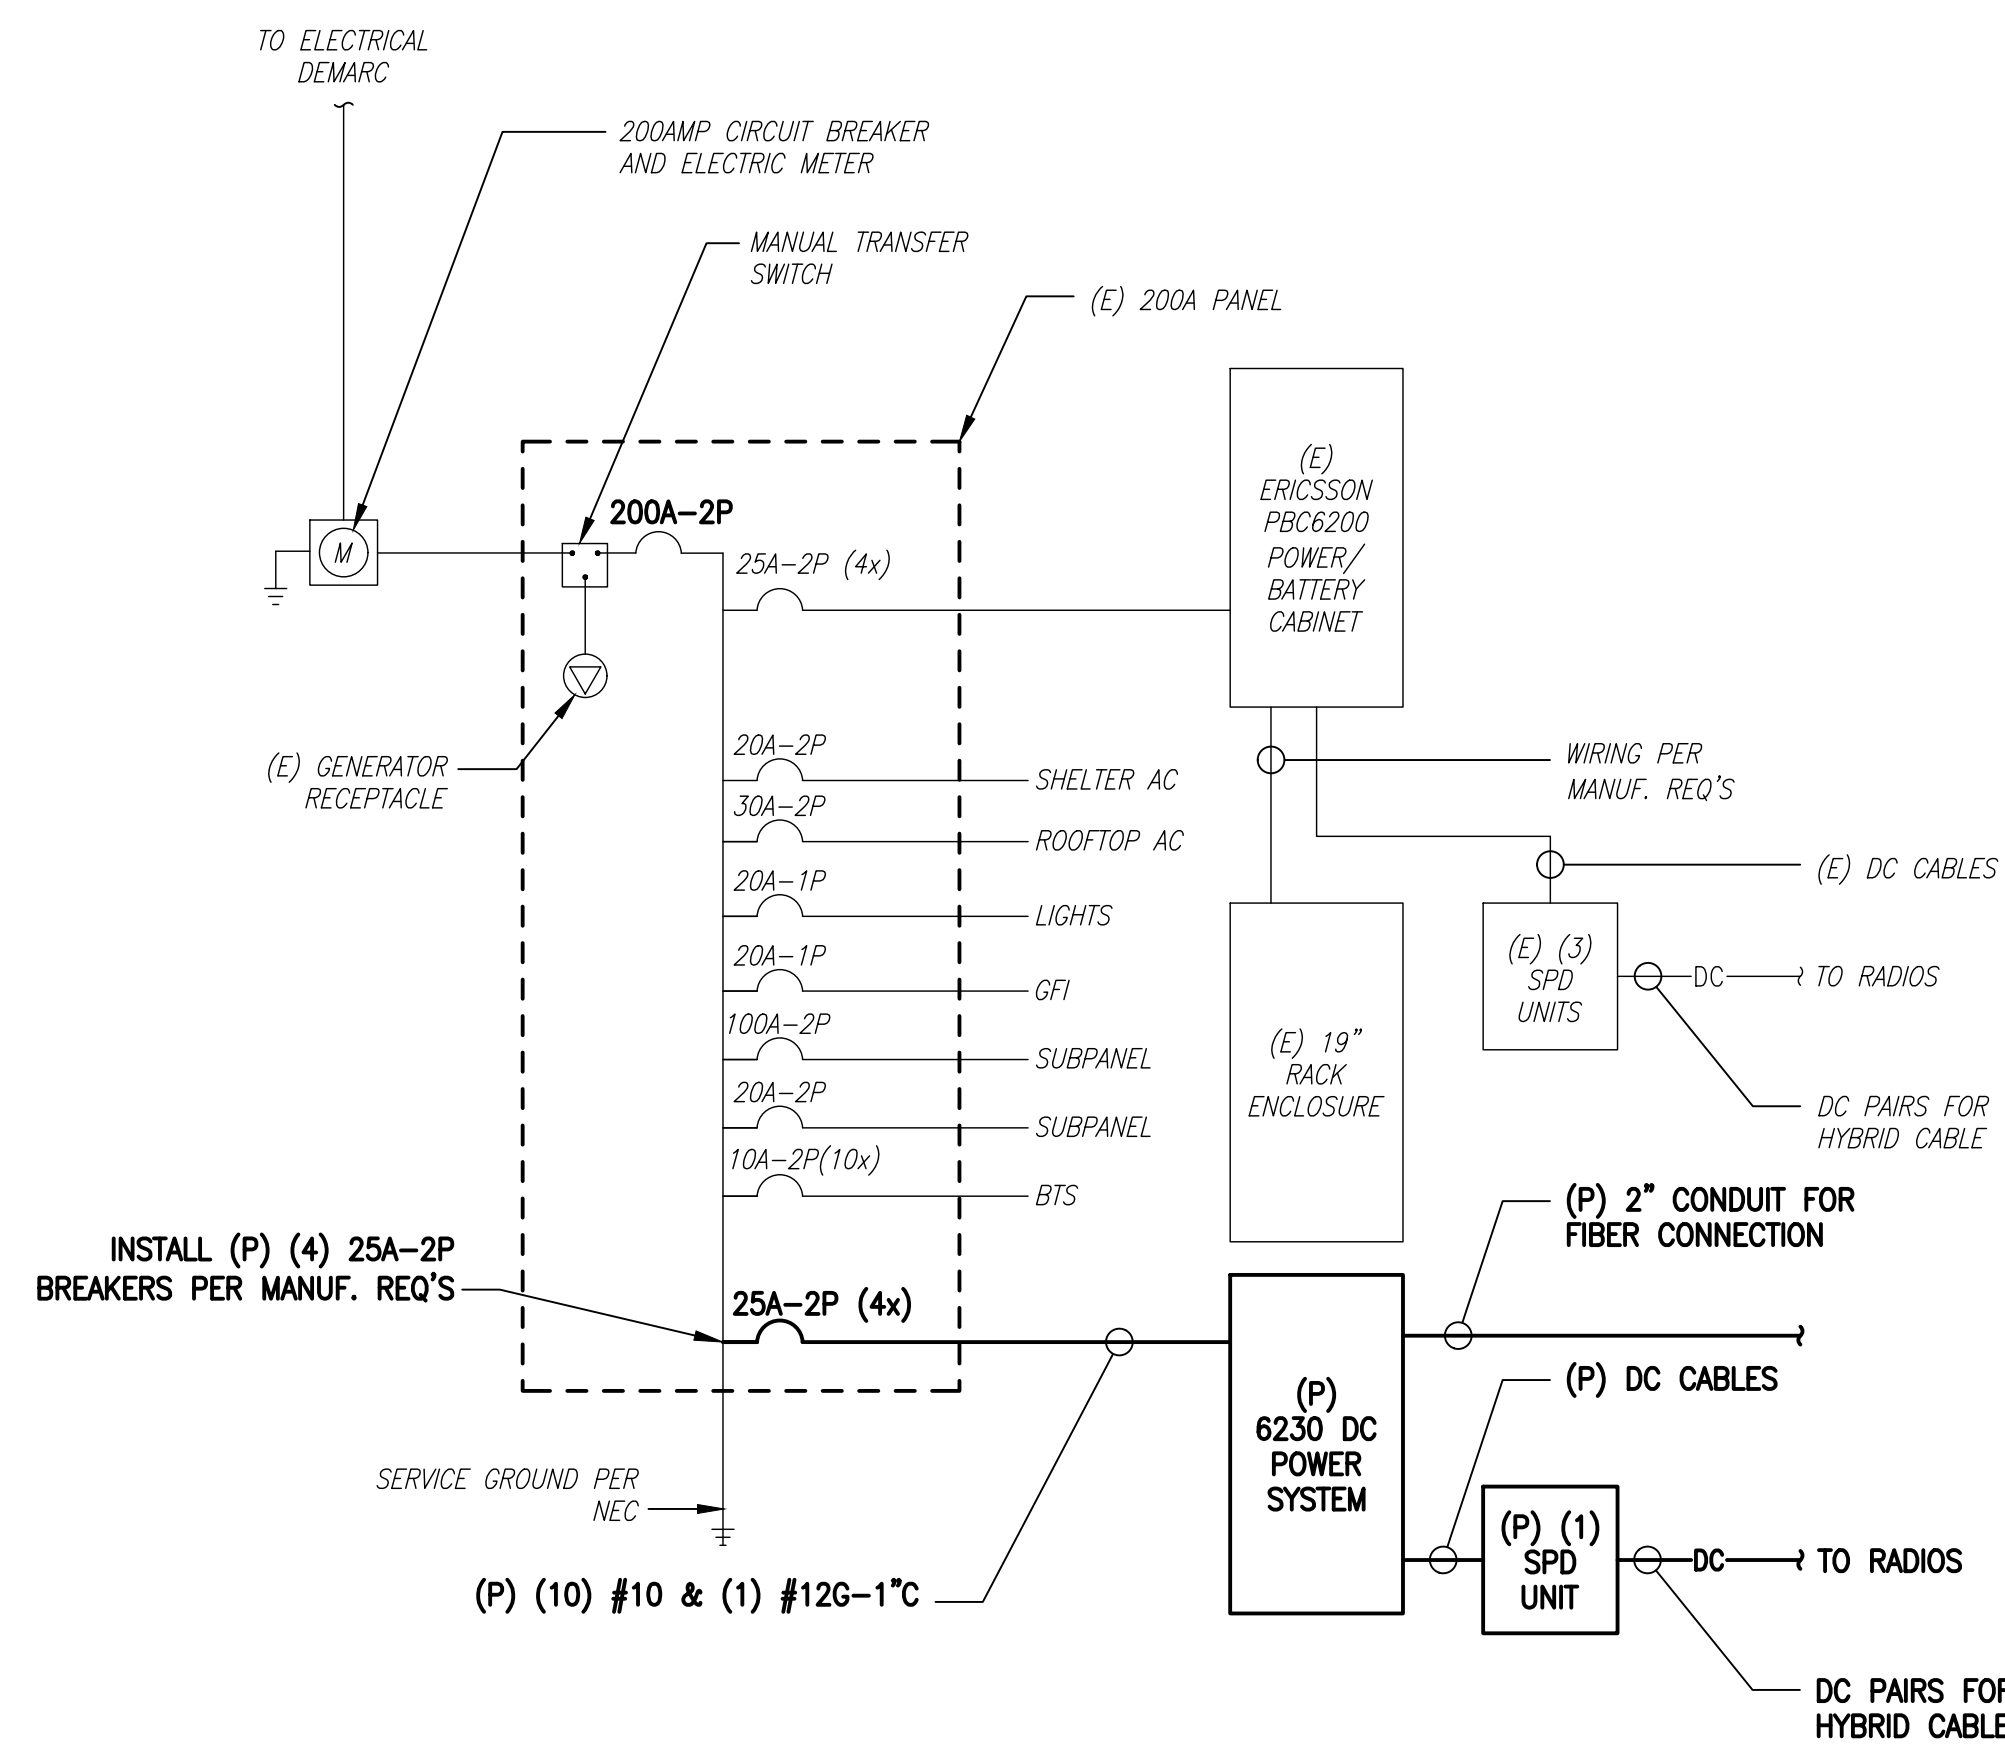 TO ELECTRICAL
DEMARC
200AMP CIRCUIT BREAKER
AND ELECTRIC METER
MANUAL TRANSFER
SWITCH
(E) 200A PANEL
(E)
ERICSSON
PBC6200
POWER/
BATTERY
CABINET
200A-2P
M
25A-2P (4x)
(E) GENERATOR
RECEPTACLE
20A-2P
SHELTER AC
30A-2P
ROOFTOP AC
20A-1P
LIGHTS
20A-1P
GFI
100A-2P
SUBPANEL
20A-2P
SUBPANEL
10A-2P(10x)
BTS
WIRING PER
MANUF. REQ'S
(E) DC CABLES
(E) (3)
SPD
UNITS
DC
TO RADIOS
(E) 19"
RACK
ENCLOSURE
DC PAIRS FOR
HYBRID CABLE
(P) 2" CONDUIT FOR
FIBER CONNECTION
INSTALL (P) (4) 25A-2P
BREAKERS PER MANUF. REQ'S
25A-2P (4x)
(P) DC CABLES
(P)
6230 DC
POWER
SYSTEM
SERVICE GROUND PER
NEC
(P) (1)
SPD
UNIT
DC
TO RADIOS
(P) (10) #10 & (1) #12G-1"C
DC PAIRS FOR
HYBRID CABLE